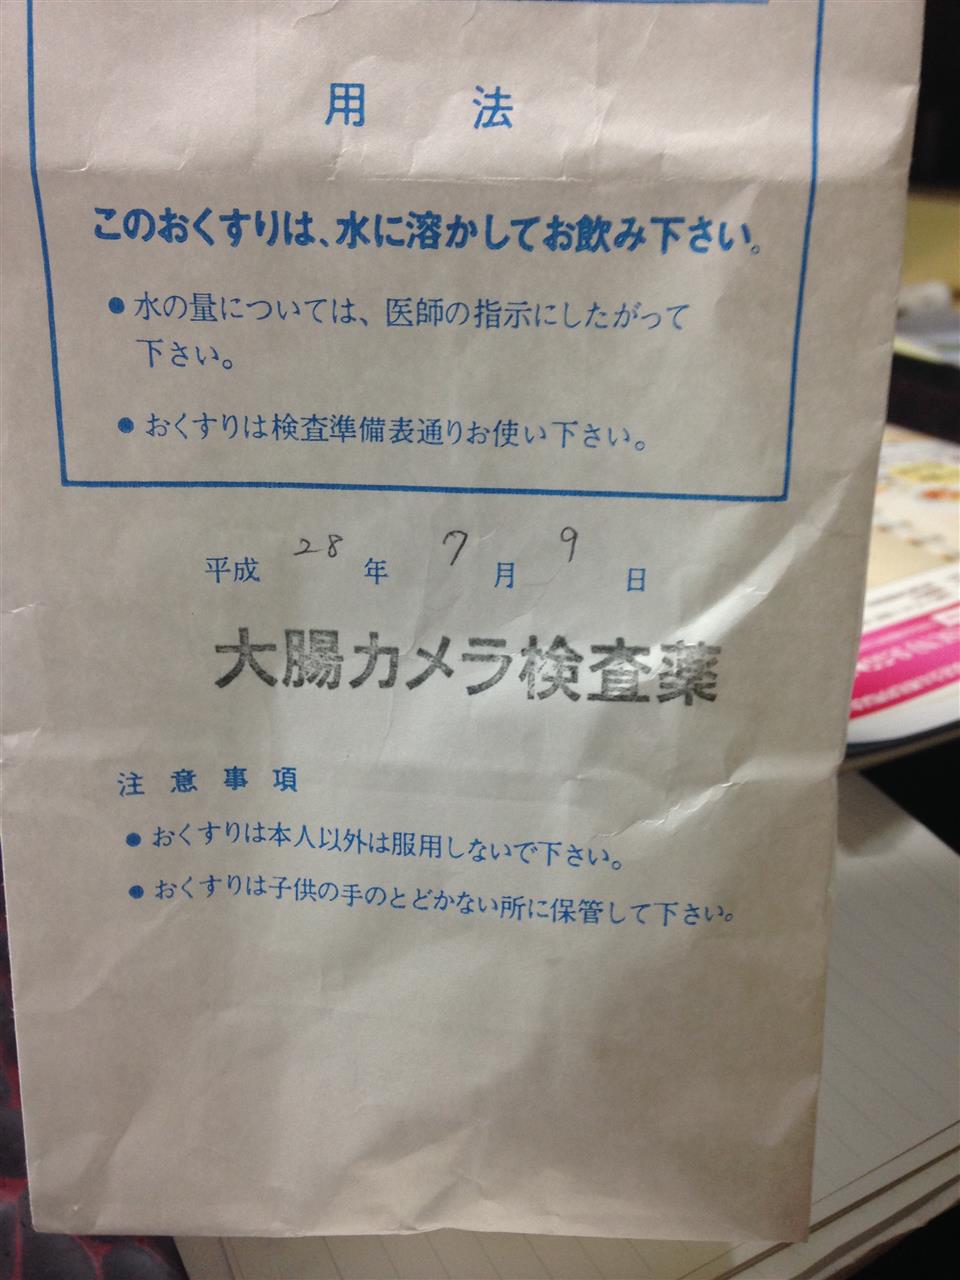 用法
このおくすりは、水に溶かしてお飲み下さい。
●水の量については、医師の指示にしたがって
下さい。
●おくすりは検査準備表通りお使い下さい。
平成 28 年 7 月 9 日
大腸カメラ検査薬
注意事項
●おくすりは本人以外は服用しないで下さい。
●おくすりは子供の手のとどかない所に保管して下さい。